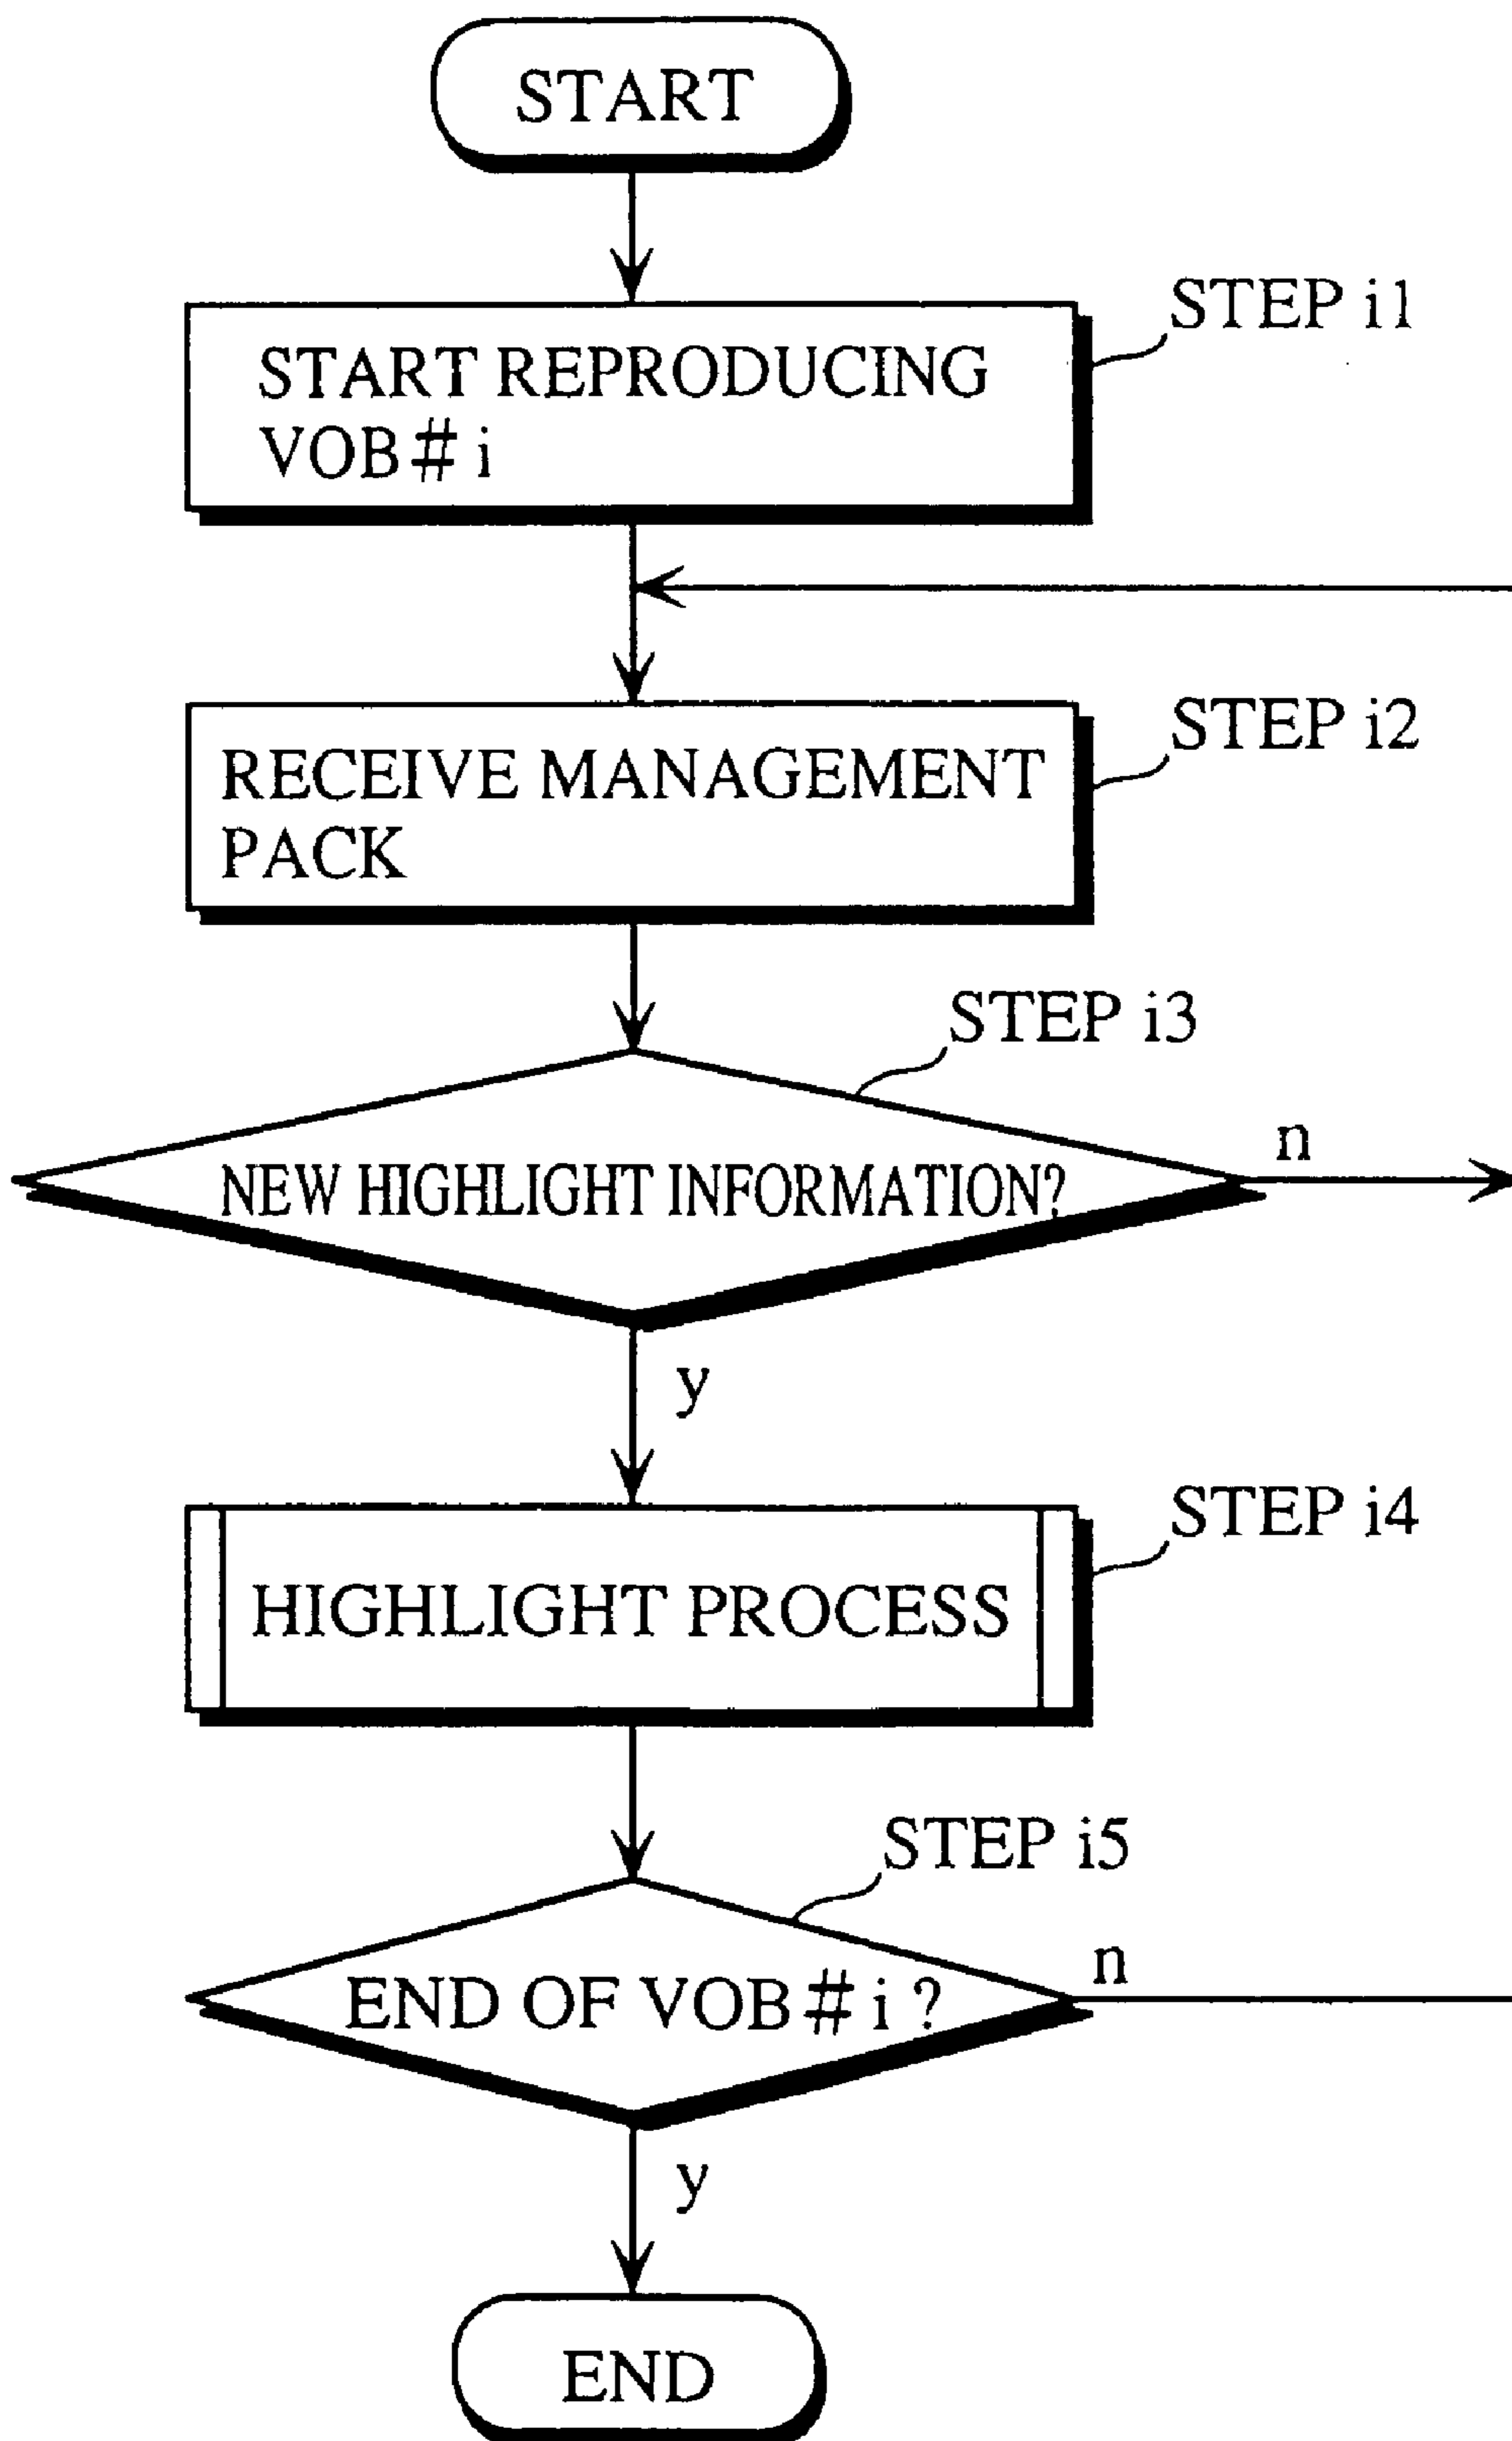 START
STEP i1
START REPRODUCING
VOB # i
STEP i2
RECEIVE MANAGEMENT
PACK
STEP i3
NEW HIGHLIGHT INFORMATION?
n
y
STEP i4
HIGHLIGHT PROCESS
STEP i5
END OF VOB # i ?
n
y
END